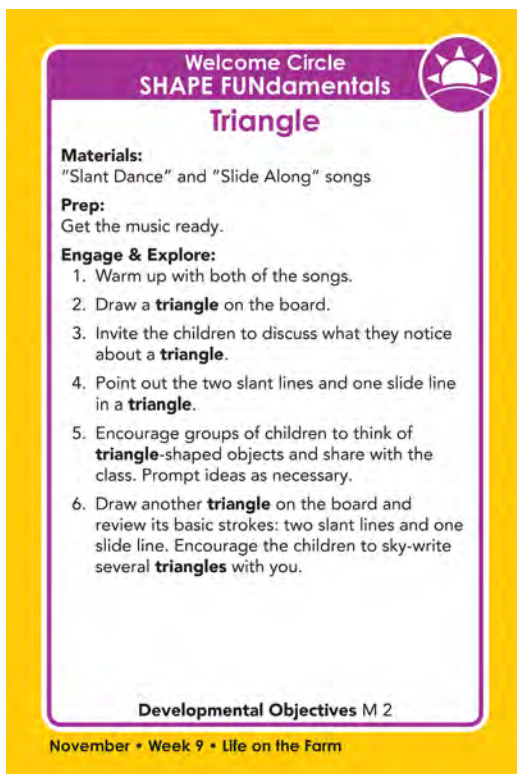 Welcome Circle
SHAPE FUNdamentals
Triangle
Materials:
"Slant Dance" and "Slide Along" songs
Prep:
Get the music ready.
Engage & Explore:
1. Warm up with both of the songs.
2. Draw a triangle on the board.
3. Invite the children to discuss what they notice
about a triangle.
4. Point out the two slant lines and one slide line
in a triangle.
5. Encourage groups of children to think of
triangle-shaped objects and share with the
class. Prompt ideas as necessary.
6. Draw another triangle on the board and
review its basic strokes: two slant lines and one
slide line. Encourage the children to sky-write
several triangles with you.
Developmental Objectives M 2
November • Week 9 • Life on the Farm